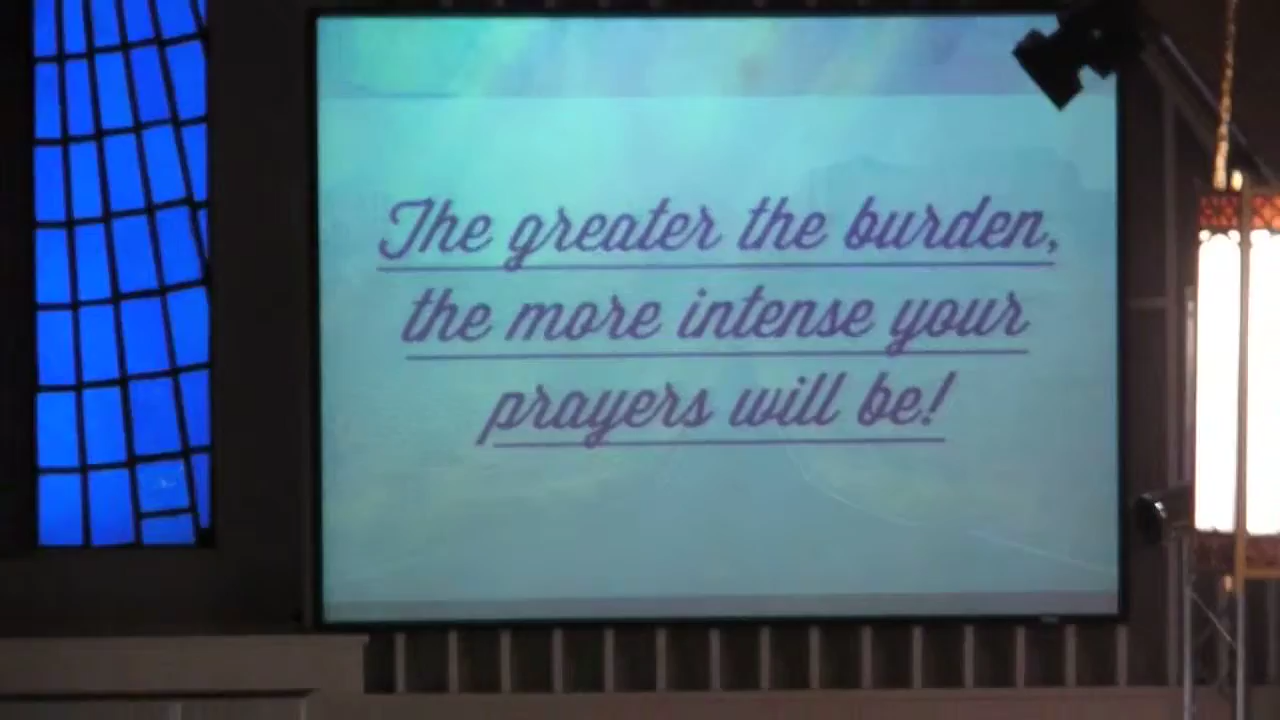 The greater the burden,
the more intense your
prayers will be!